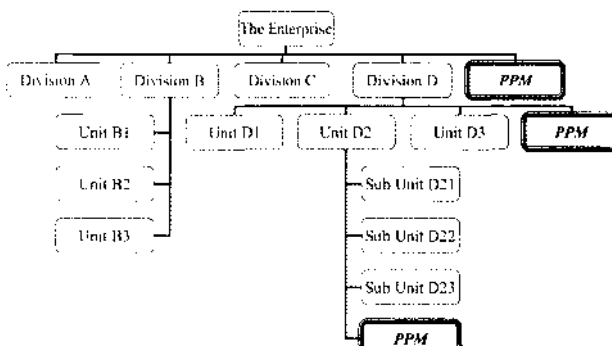 The Enterprise
Division A
Division B
Division C
Division D
PPM
Unit B1
Unit D1
Unit D2
Unit D3
PPM
Unit B2
Sub Unit D21
Unit B3
Sub Unit D22
Sub Unit D23
PPM